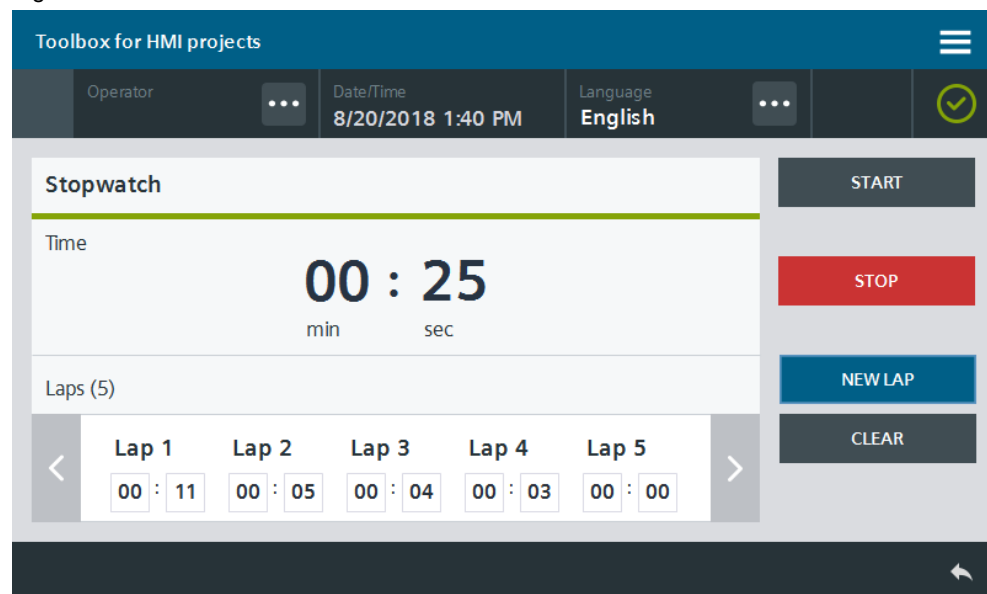 Toolbox for HMI projects
Operator ••• Date/Time Language •••
8/20/2018 1:40 PM English
Stopwatch
START
Time
00 : 25
min sec
STOP
Laps (5)
NEW LAP
CLEAR
Lap 1 Lap 2 Lap 3 Lap 4 Lap 5
00 : 11 00 : 05 00 : 04 00 : 03 00 : 00